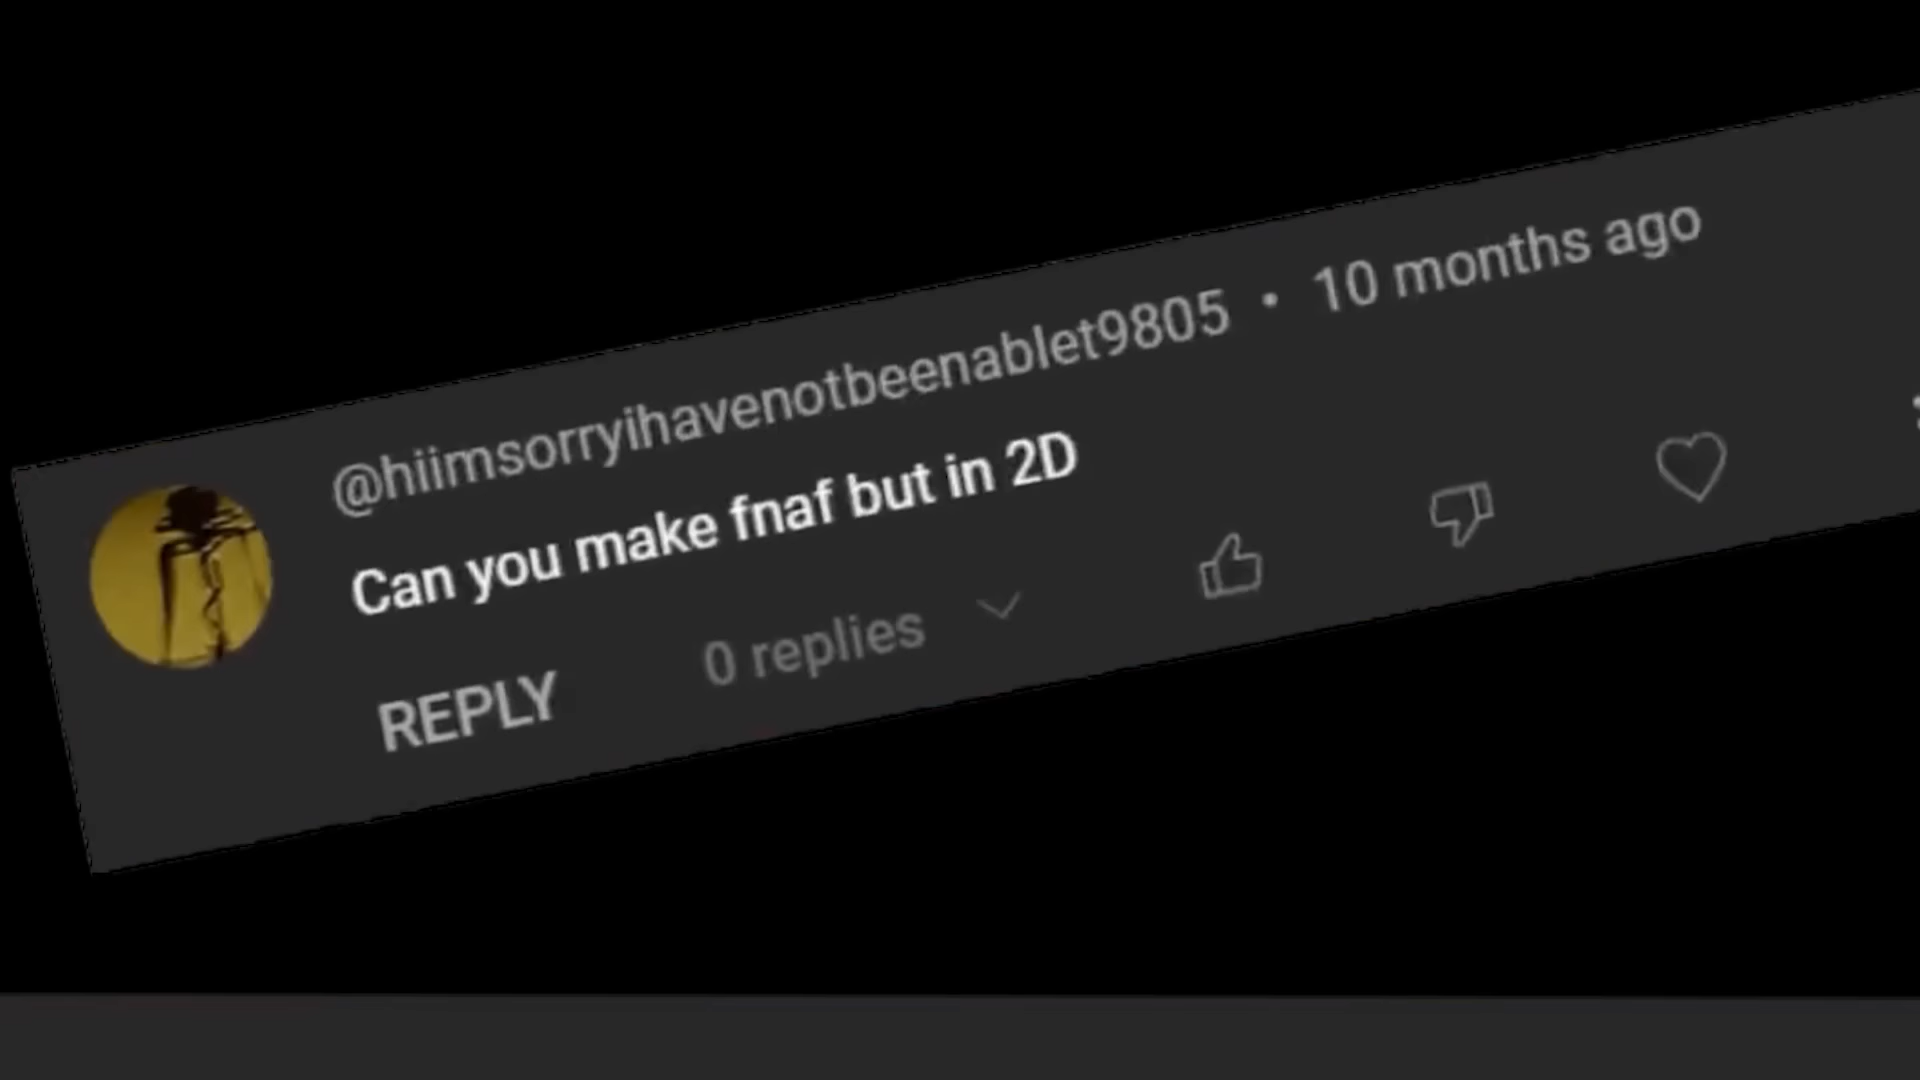 @hiimsorryihavenotbeenablet9805 • 10 months ago
Can you make fnaf but in 2D
REPLY 0 replies